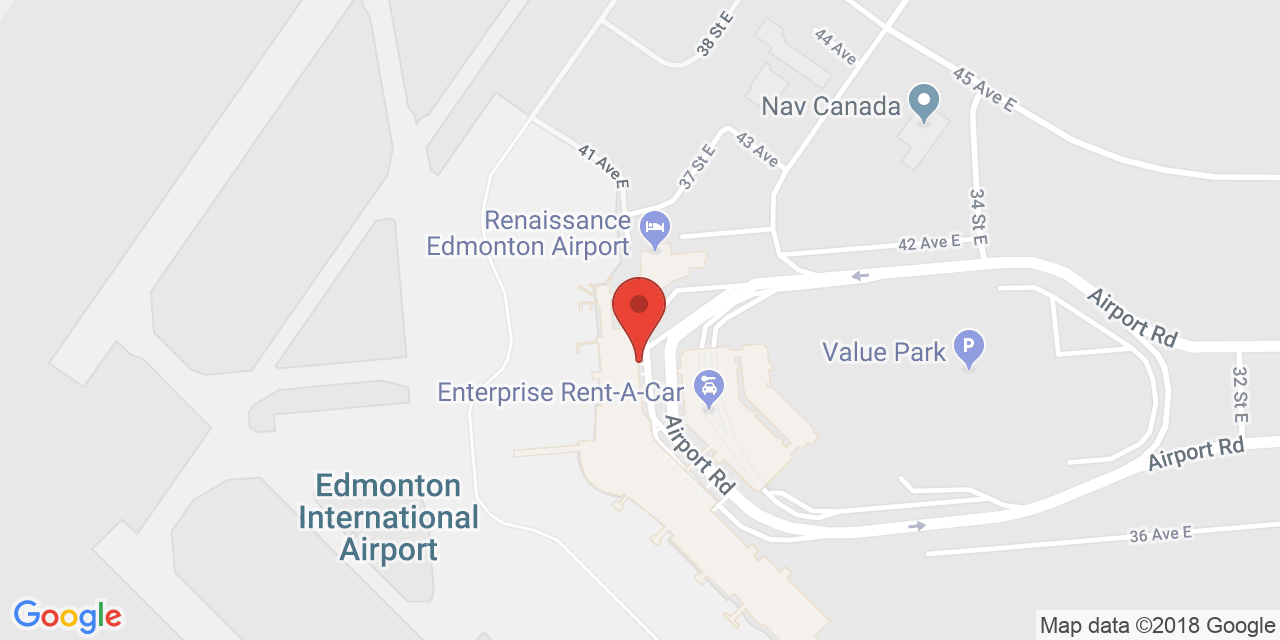 38 St E
44 Ave
45 Ave E
Nav Canada
43 Ave
41 Ave E
37 St E
34 St E
Renaissance
Edmonton Airport
42 Ave E
Airport Rd
Value Park
P
Enterprise Rent-A-Car
32 St E
Airport Rd
Airport Rd
Edmonton
International
Airport
36 Ave E
Google
Map data ©2018 Google